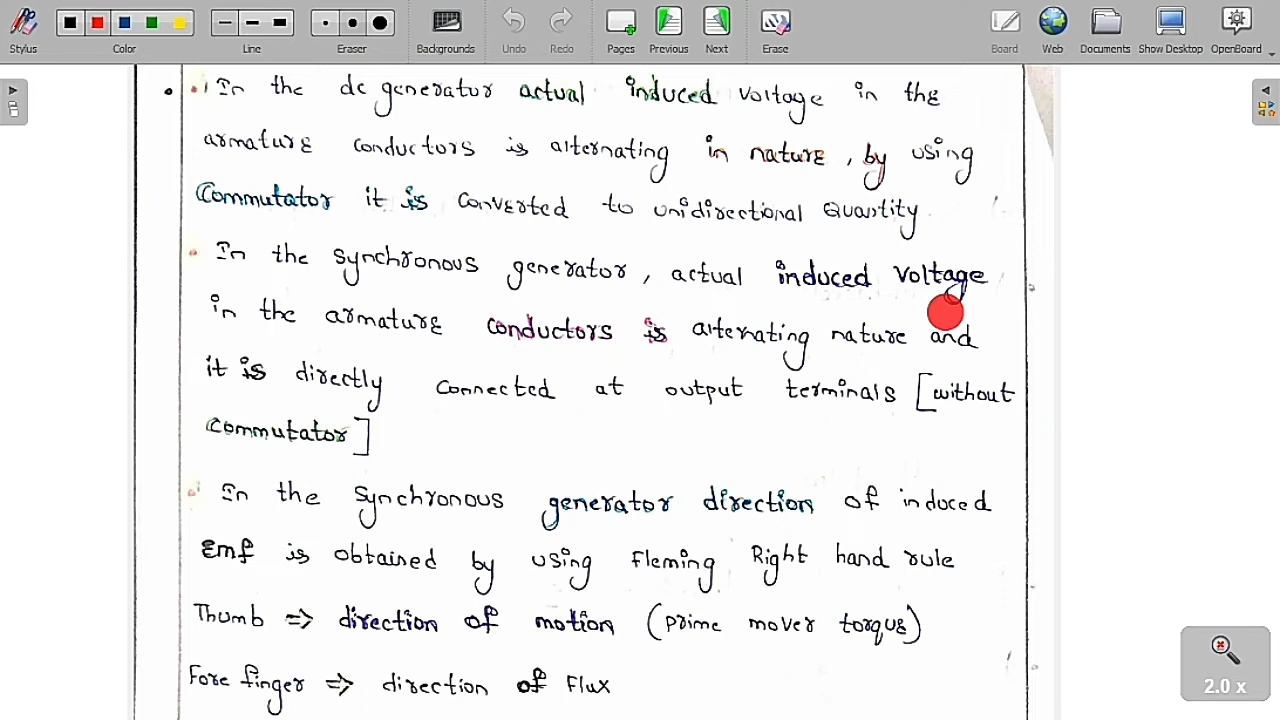 Stylus
Color
Line
Eraser
Backgrounds
Undo
Redo
Pages
Previous
Next
Erase
Board
Web
Documents
Show Desktop
OpenBoard
In the dc generator actual induced voltage in the
armature conductors is alternating in nature, by using
Commutator it is converted to unidirectional Quantity
In the synchronous generator, actual induced voltage
in the armature conductors is alternating nature and
it is directly connected at output terminals [without
commutator]
In the synchronous generator direction of induced
Emf is obtained by using Fleming Right hand rule
Thumb => direction of motion (prime mover torque)
Fore finger => direction of Flux
2.0 x